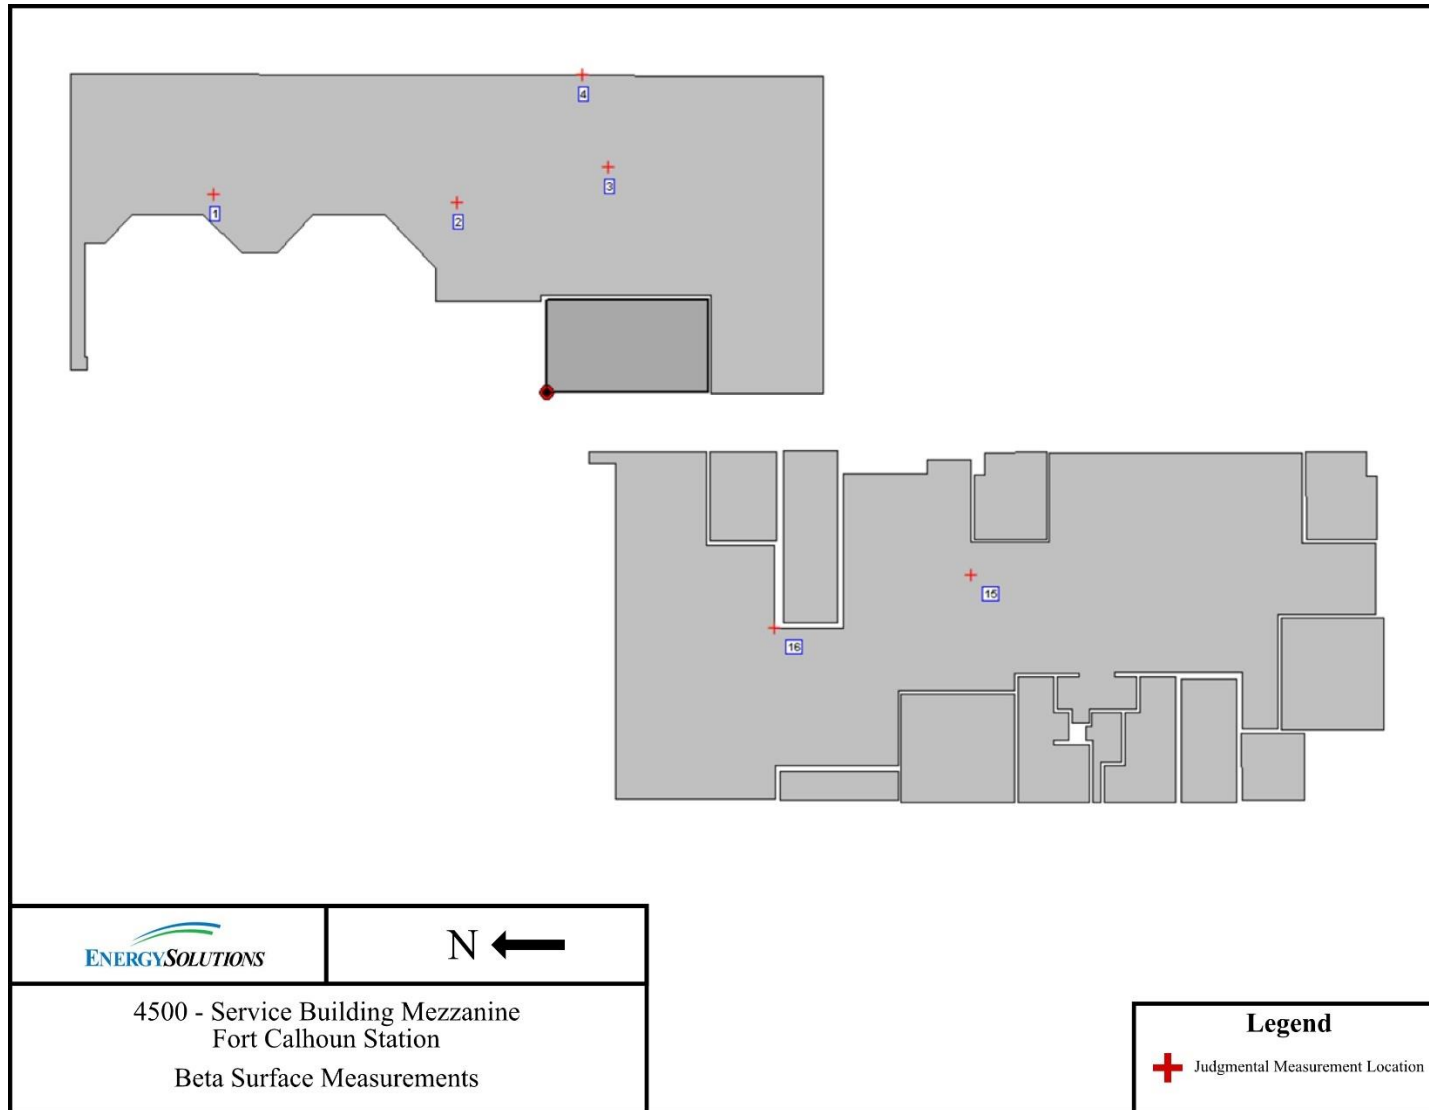 4
3
1
2
15
16
ENERGYSOLUTIONS
N
4500 - Service Building Mezzanine
Fort Calhoun Station
Beta Surface Measurements
Legend
Judgmental Measurement Location